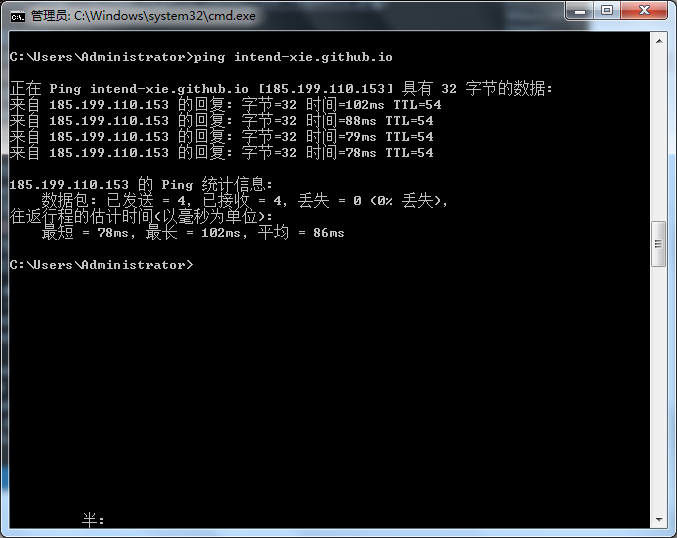 管理员: C:\Windows\system32\cmd.exe
C:\Users\Administrator>ping intend-xie.github.io
正在 Ping intend-xie.github.io [185.199.110.153] 具有 32 字节的数据:
来自 185.199.110.153 的回复: 字节=32 时间=102ms TTL=54
来自 185.199.110.153 的回复: 字节=32 时间=88ms TTL=54
来自 185.199.110.153 的回复: 字节=32 时间=79ms TTL=54
来自 185.199.110.153 的回复: 字节=32 时间=78ms TTL=54
185.199.110.153 的 Ping 统计信息:
数据包: 已发送 = 4, 已接收 = 4, 丢失 = 0 (0% 丢失),
往返行程的估计时间(以毫秒为单位):
最短 = 78ms, 最长 = 102ms, 平均 = 86ms
C:\Users\Administrator>
半: